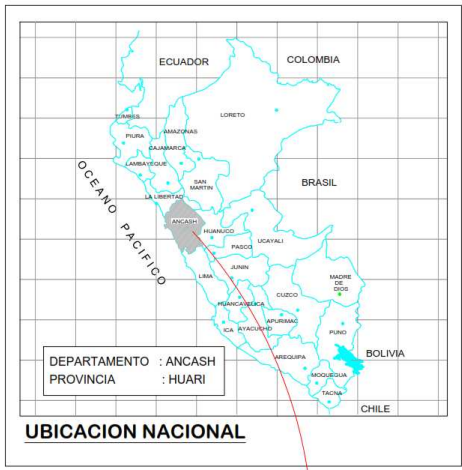 ECUADOR
COLOMBIA
TUMBES
LORETO
PIURA
AMAZONAS
CAJAMARCA
LAMBAYEQUE
SAN
MARTIN
BRASIL
LA LIBERTAD
OCEANO PACIFICO
ANCASH
HUANUCO
UCAYALI
PASCO
JUNIN
LIMA
CUZCO
MADRE
DE
DIOS
HUANCAVELICA
APURIMAC
ICA
AYACUCHO
PUNO
AREQUIPA
BOLIVIA
MOQUEGUA
TACNA
CHILE
DEPARTAMENTO : ANCASH
PROVINCIA : HUARI
UBICACION NACIONAL